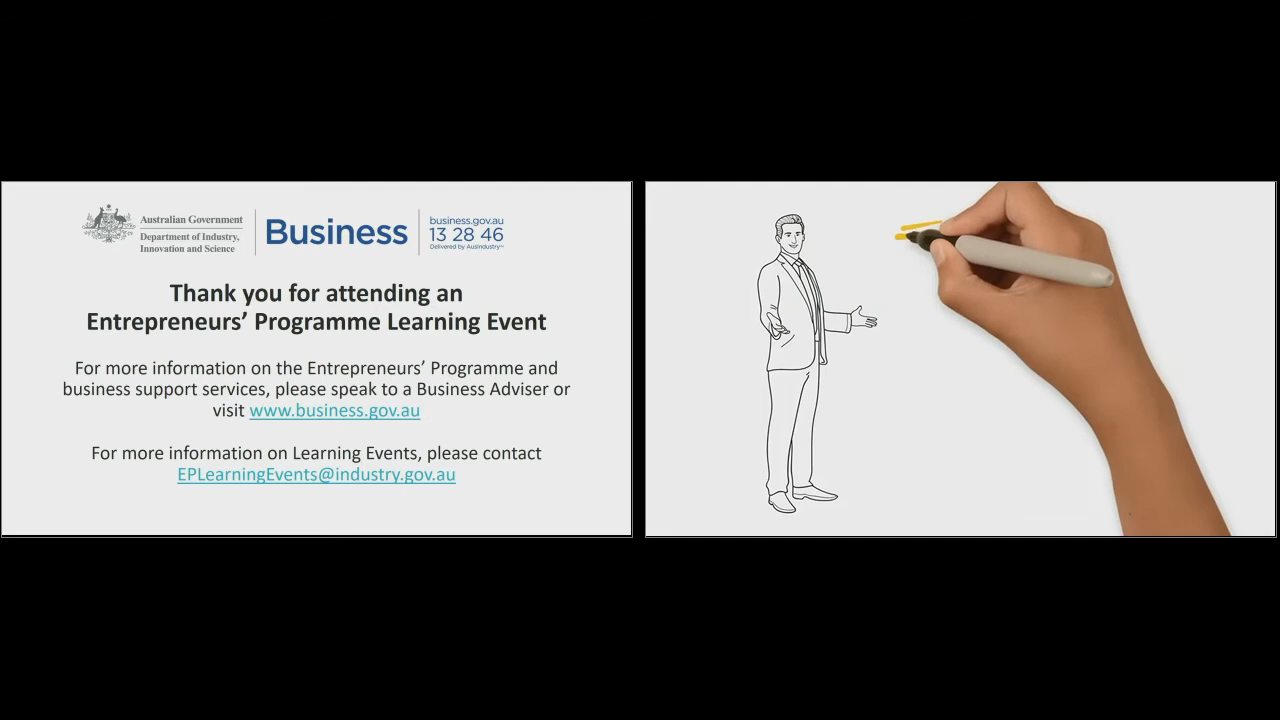 Australian Government
Department of Industry,
Innovation and Science
Business
business.gov.au
13 28 46
Delivered by AusIndustry™
Thank you for attending an
Entrepreneurs’ Programme Learning Event
For more information on the Entrepreneurs’ Programme and
business support services, please speak to a Business Adviser or
visit www.business.gov.au
For more information on Learning Events, please contact
EPLearningEvents@industry.gov.au